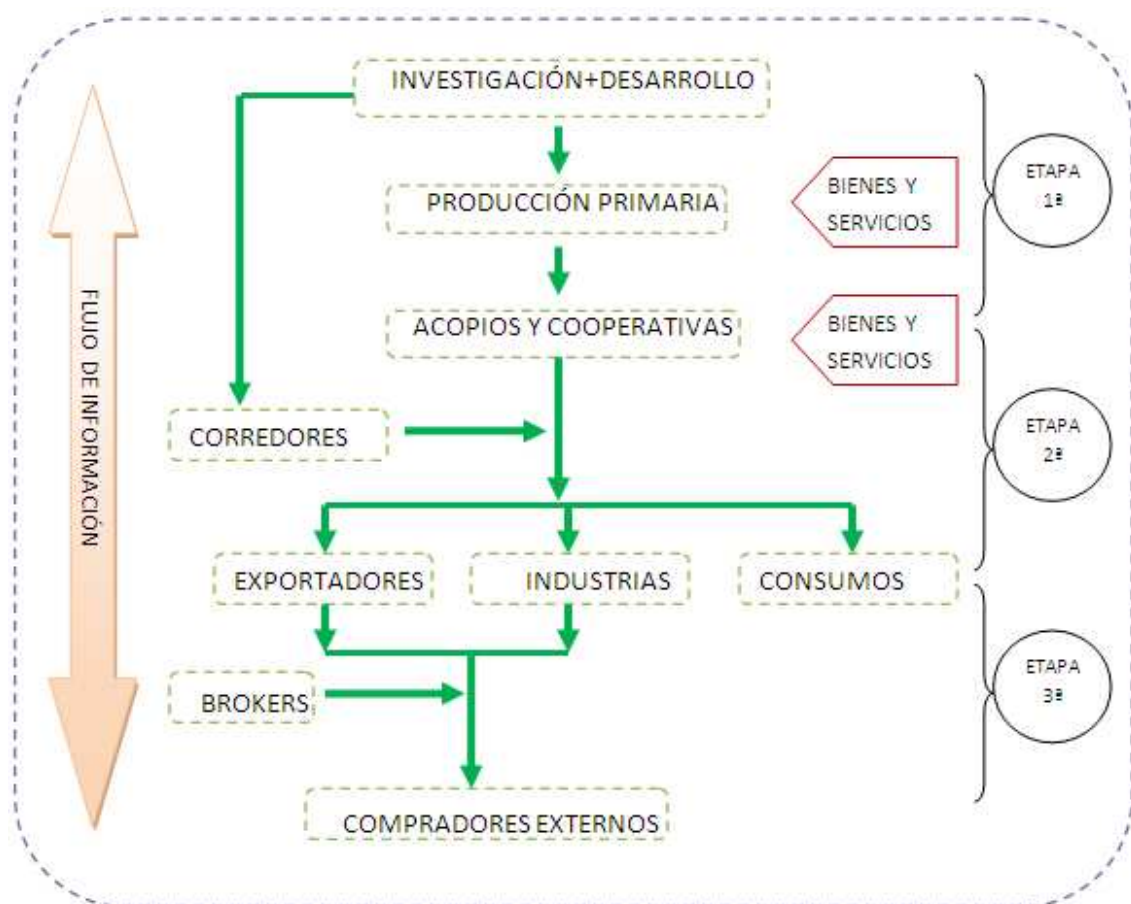 INVESTIGACIÓN+DESARROLLO
PRODUCCIÓN PRIMARIA
BIENES Y
SERVICIOS
ETAPA
1ª
ACOPIOS Y COOPERATIVAS
BIENES Y
SERVICIOS
FLUJO DE INFORMACIÓN
CORREDORES
ETAPA
2ª
EXPORTADORES
INDUSTRIAS
CONSUMOS
BROKERS
ETAPA
3ª
COMPRADORES EXTERNOS